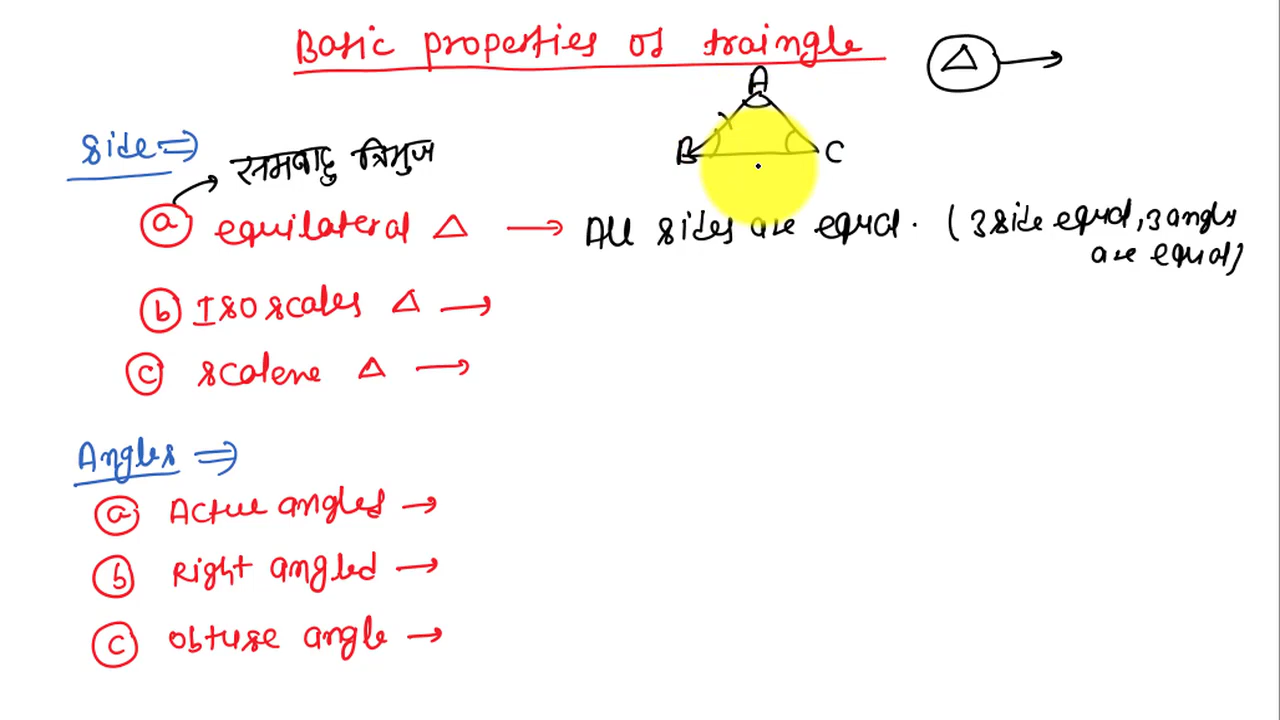 Basic properties of traingle
△ →
A
B C
Side ⇒
समबाहु त्रिभुज
(a) equilateral △ → All sides are equal. (3 side equal, 3 angles are equal)
(b) Isoscales △ →
(c) scalene △ →
Angles ⇒
(a) Actue angles →
(b) Right angled →
(c) obtuse angle →